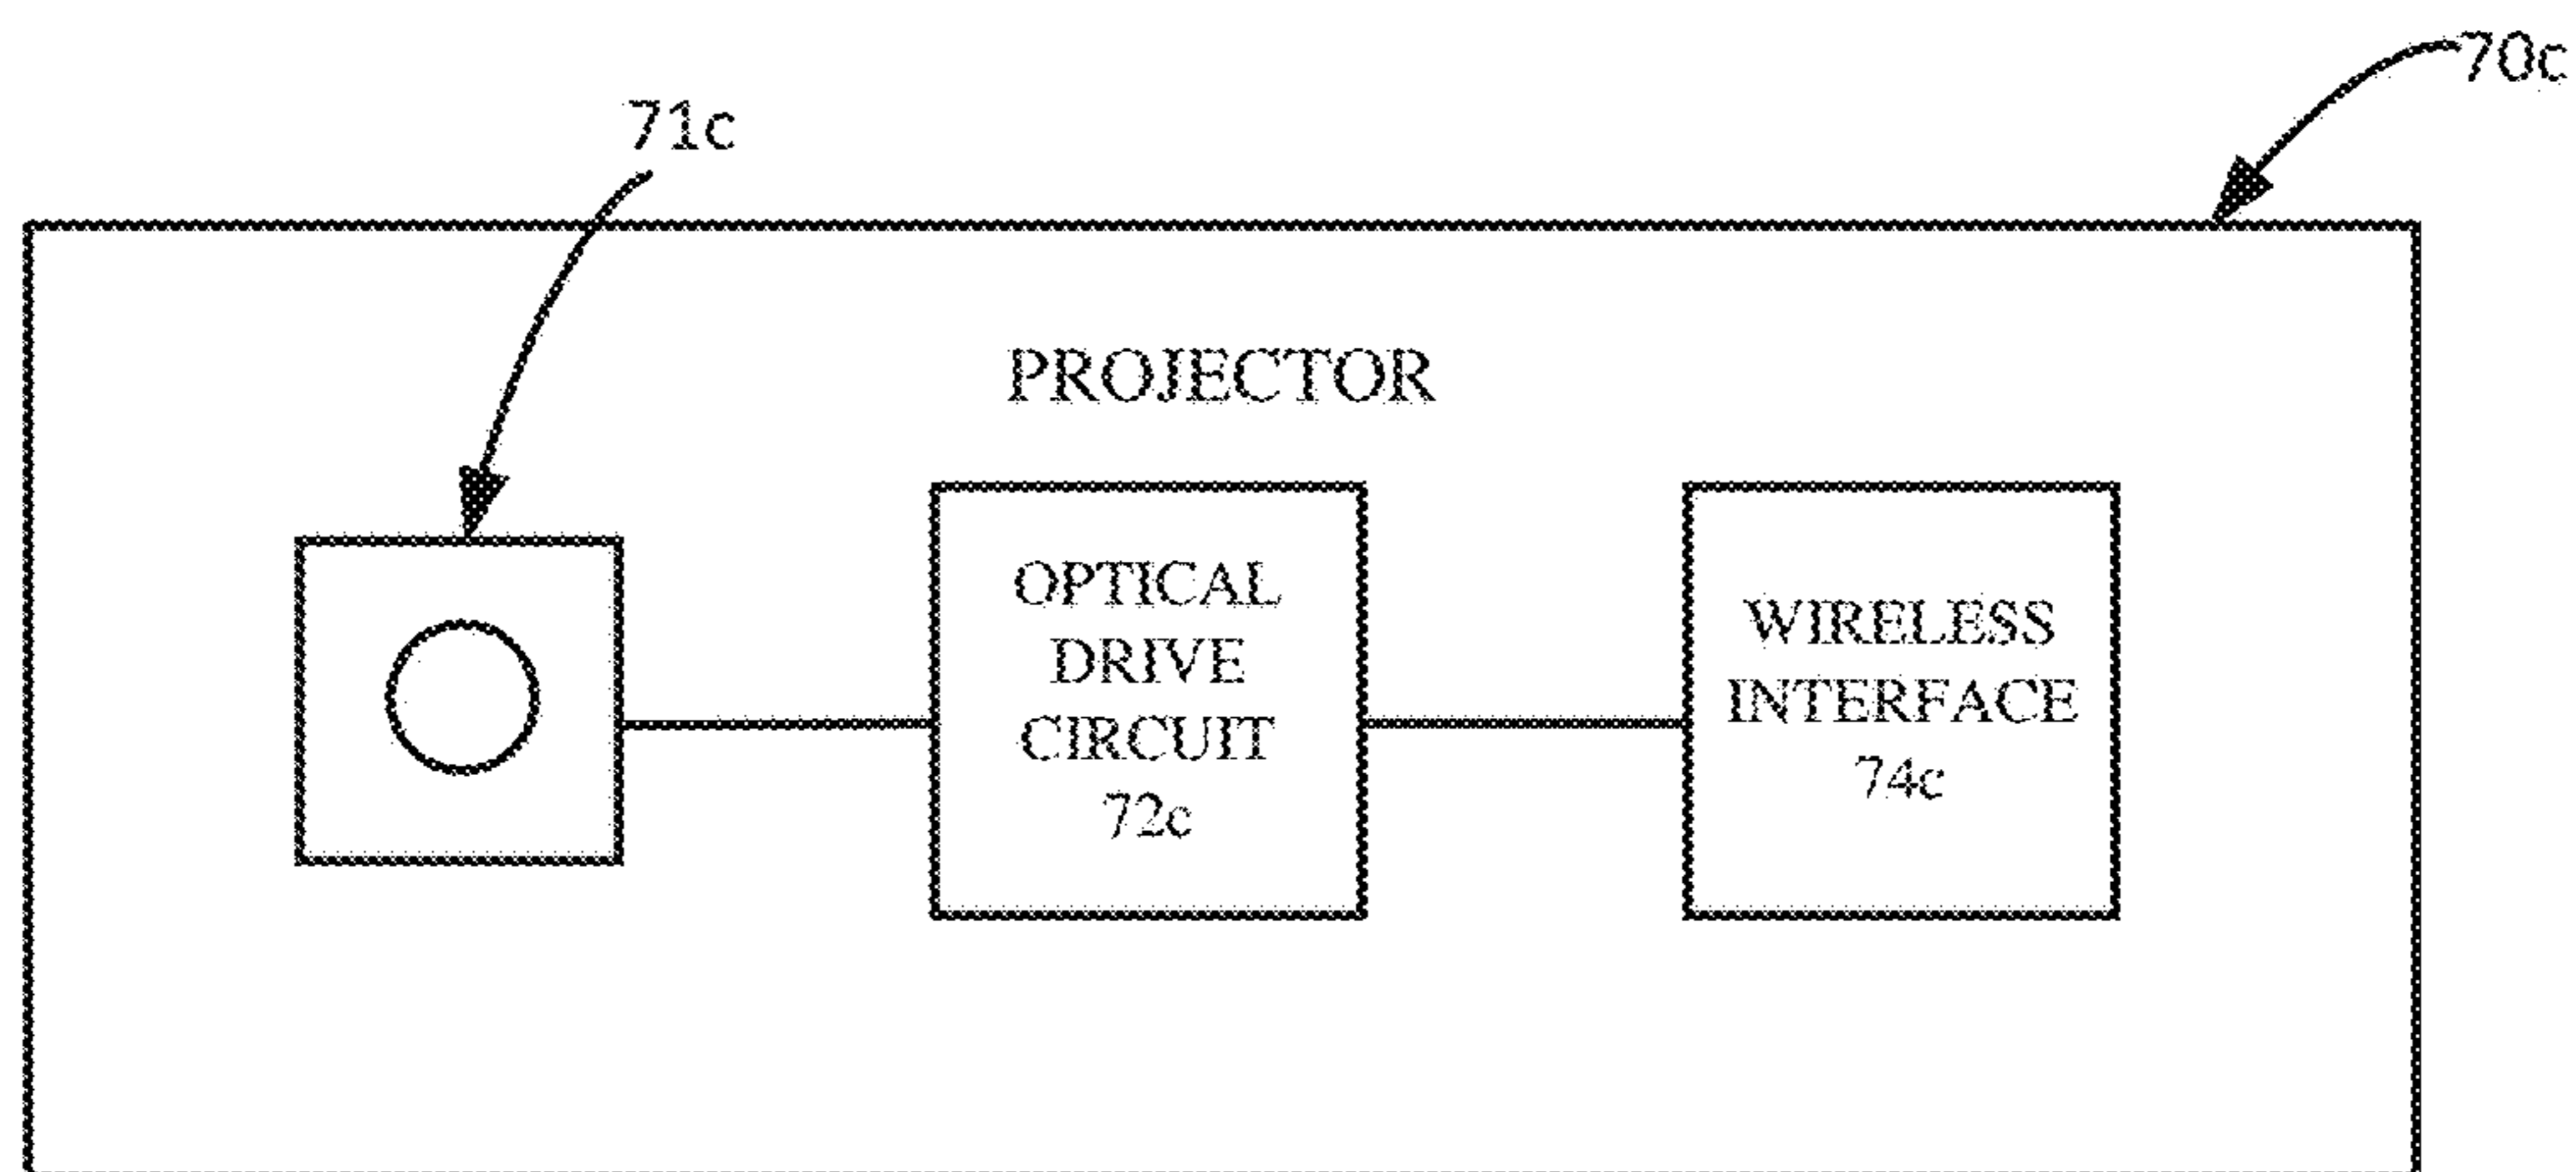 70c
71c
PROJECTOR
OPTICAL
DRIVE
CIRCUIT
72c
WIRELESS
INTERFACE
74c